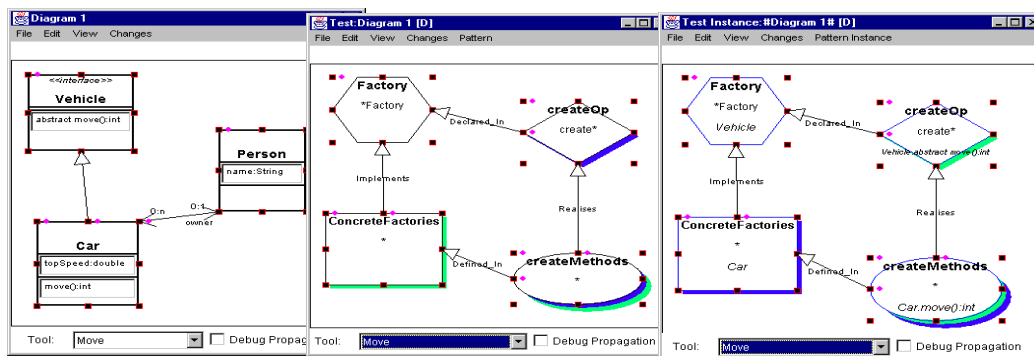 Diagram 1
File Edit View Changes
<<interface>>
Vehicle
abstract move():int
Person
name:String
0:n
0:1
owner
Car
topSpeed:double
move():int
Tool: Move Debug Propag
Test:Diagram 1 [D]
File Edit View Changes Pattern
Factory
*Factory
createOp
create*
Declared_In
Implements
Realises
ConcreteFactories
*
Defined_In
createMethods
*
Tool: Move Debug Propagation
Test Instance:#Diagram 1# [D]
File Edit View Changes Pattern Instance
Factory
*Factory
Vehicle
createOp
create*
Declared_In
Vehicle.abstract move():int
Implements
Realises
ConcreteFactories
*
Car
Defined_In
createMethods
*
Car.move():int
Tool: Move Debug Propagation